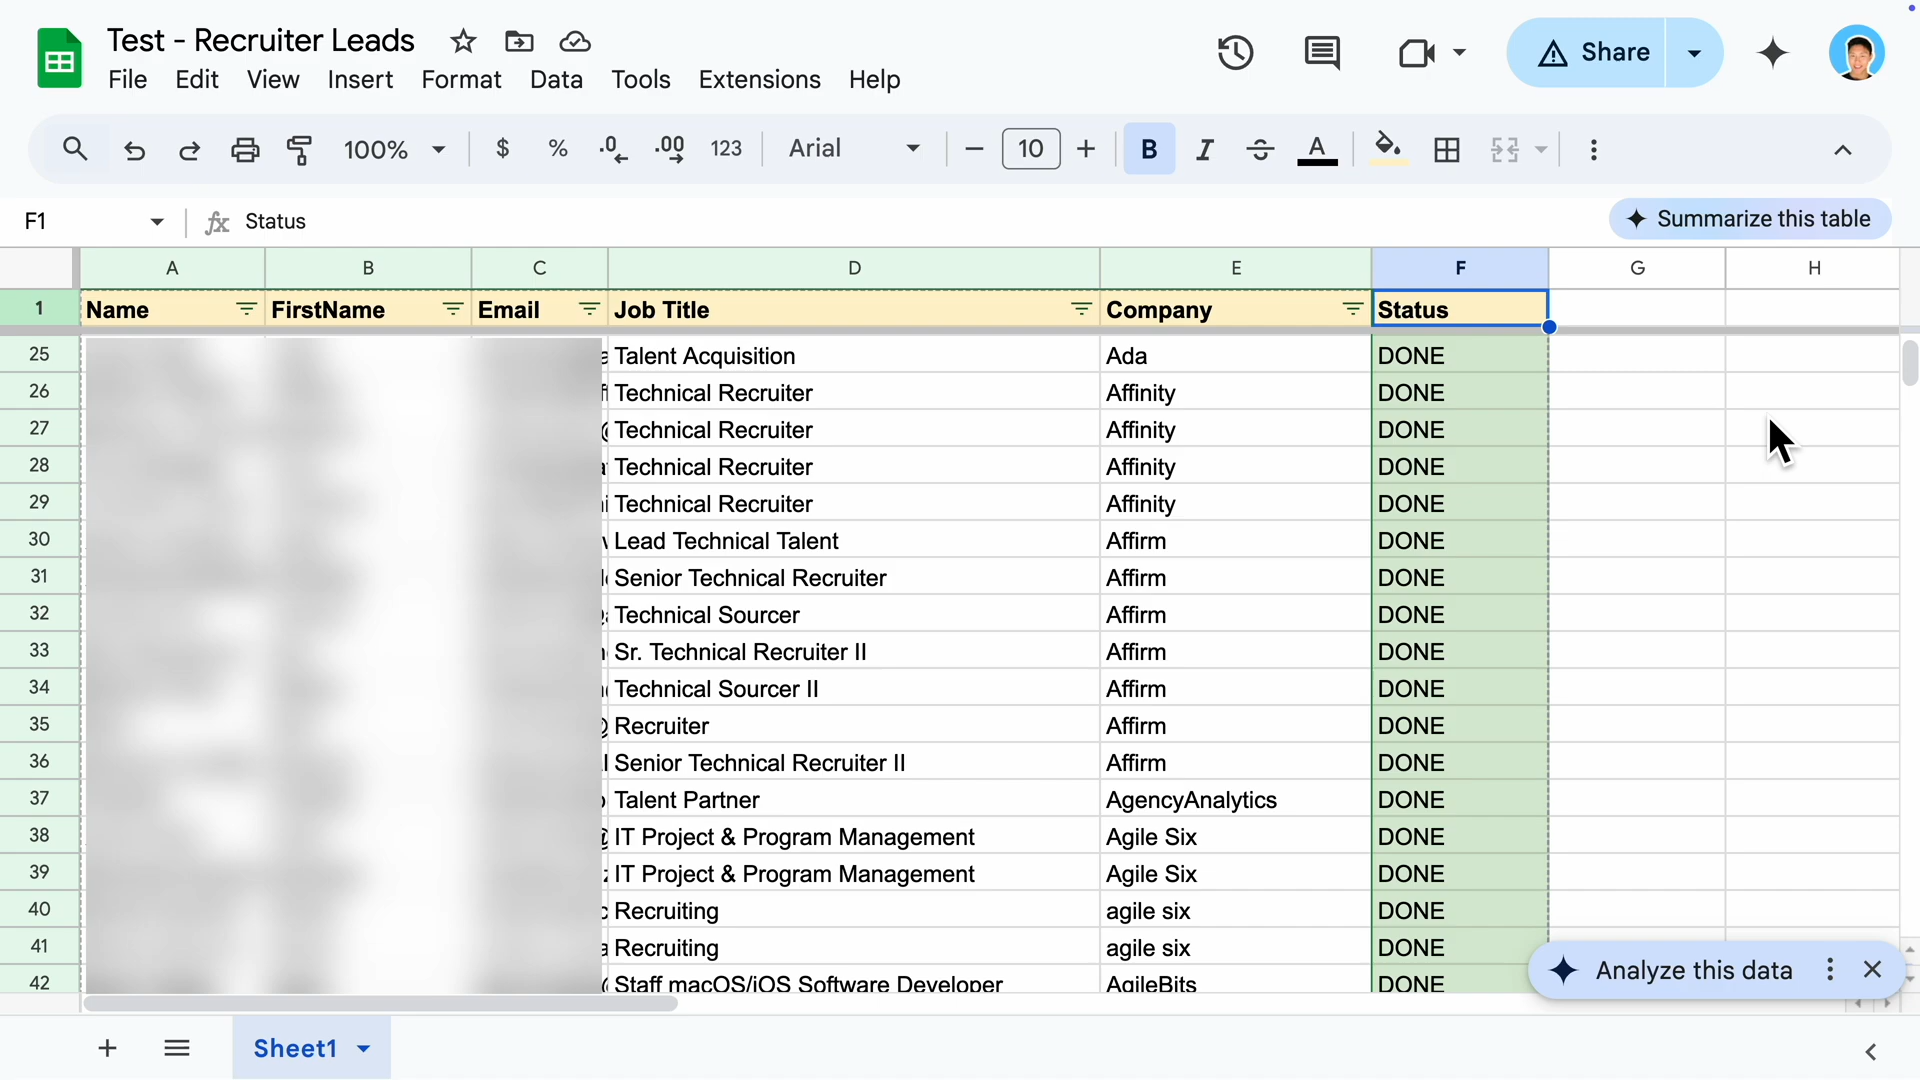 Test - Recruiter Leads
File Edit View Insert Format Data Tools Extensions Help
Share
100% $ % .0 .00 123 Arial 10 B I S A
F1 fx Status
Summarize this table
A B C D E F G H
1 Name FirstName Email Job Title Company Status
25 Talent Acquisition Ada DONE
26 Technical Recruiter Affinity DONE
27 Technical Recruiter Affinity DONE
28 Technical Recruiter Affinity DONE
29 Technical Recruiter Affinity DONE
30 Lead Technical Talent Affirm DONE
31 Senior Technical Recruiter Affirm DONE
32 Technical Sourcer Affirm DONE
33 Sr. Technical Recruiter II Affirm DONE
34 Technical Sourcer II Affirm DONE
35 Recruiter Affirm DONE
36 Senior Technical Recruiter II Affirm DONE
37 Talent Partner AgencyAnalytics DONE
38 IT Project & Program Management Agile Six DONE
39 IT Project & Program Management Agile Six DONE
40 Recruiting agile six DONE
41 Recruiting agile six DONE
42 Staff macOS/iOS Software Developer AgileBits DONE
Analyze this data
Sheet1